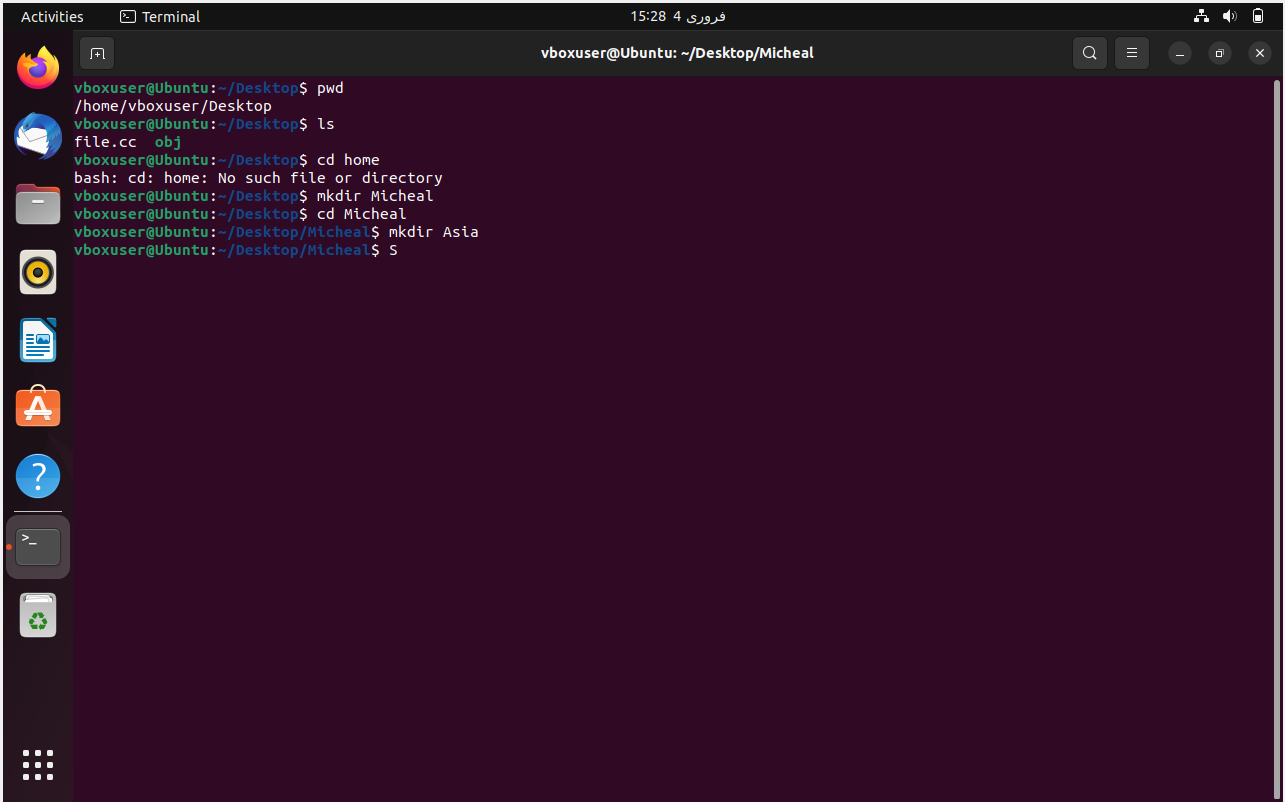 Activities Terminal 15:28 4 فروری
vboxuser@Ubuntu: ~/Desktop/Micheal
vboxuser@Ubuntu:~/Desktop$ pwd
/home/vboxuser/Desktop
vboxuser@Ubuntu:~/Desktop$ ls
file.cc  obj
vboxuser@Ubuntu:~/Desktop$ cd home
bash: cd: home: No such file or directory
vboxuser@Ubuntu:~/Desktop$ mkdir Micheal
vboxuser@Ubuntu:~/Desktop$ cd Micheal
vboxuser@Ubuntu:~/Desktop/Micheal$ mkdir Asia
vboxuser@Ubuntu:~/Desktop/Micheal$ S